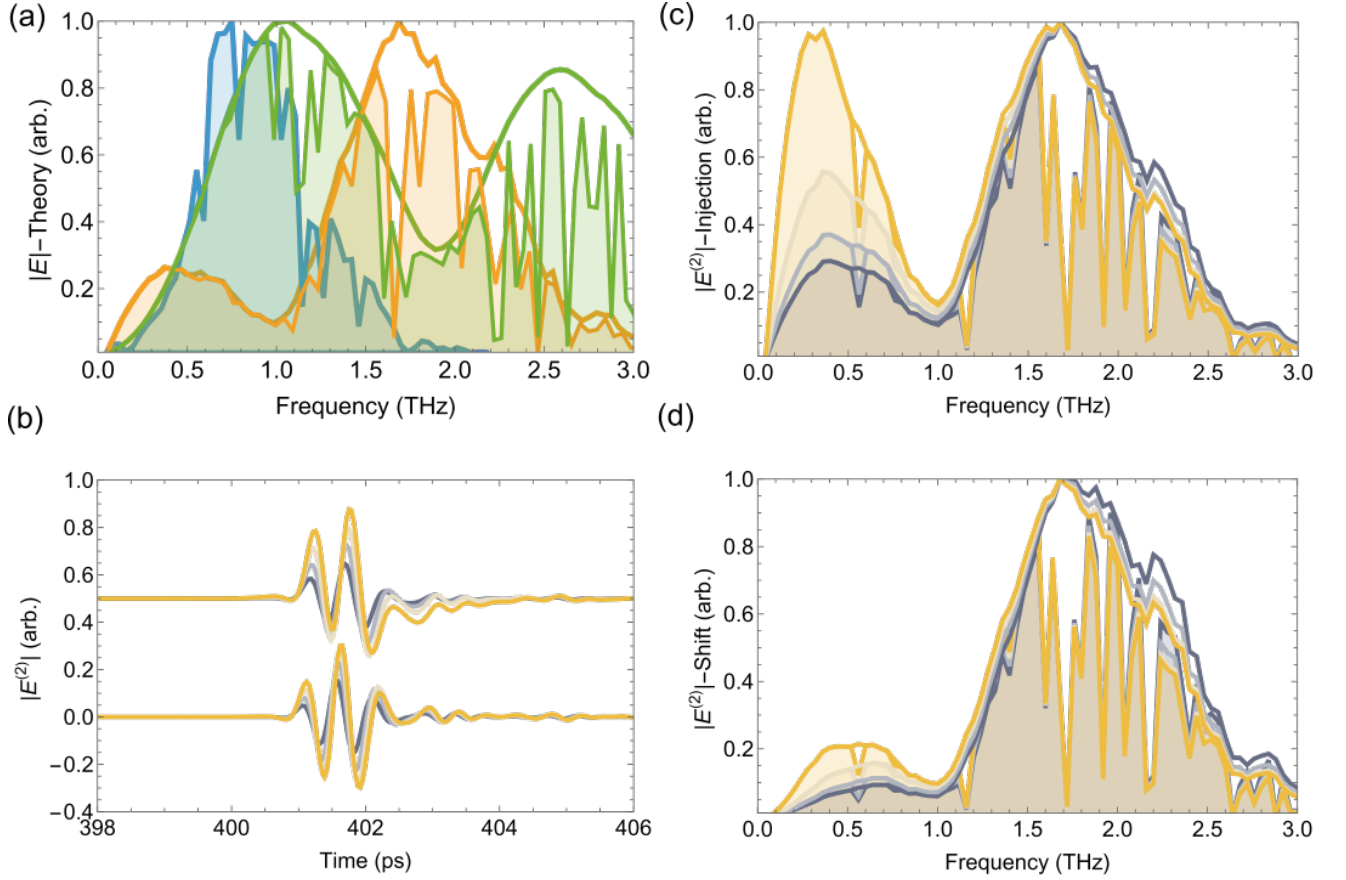 (a)
|E|−Theory (arb.)
1.0
0.8
0.6
0.4
0.2
0.0 0.5 1.0 1.5 2.0 2.5 3.0
Frequency (THz)
(b)
|E(2)| (arb.)
1.0
0.8
0.6
0.4
0.2
0.0
−0.2
−0.4
398 400 402 404 406
Time (ps)
(c)
|E(2)|−Injection (arb.)
1.0
0.8
0.6
0.4
0.2
0.0 0.5 1.0 1.5 2.0 2.5 3.0
Frequency (THz)
(d)
|E(2)|−Shift (arb.)
1.0
0.8
0.6
0.4
0.2
0.0 0.5 1.0 1.5 2.0 2.5 3.0
Frequency (THz)